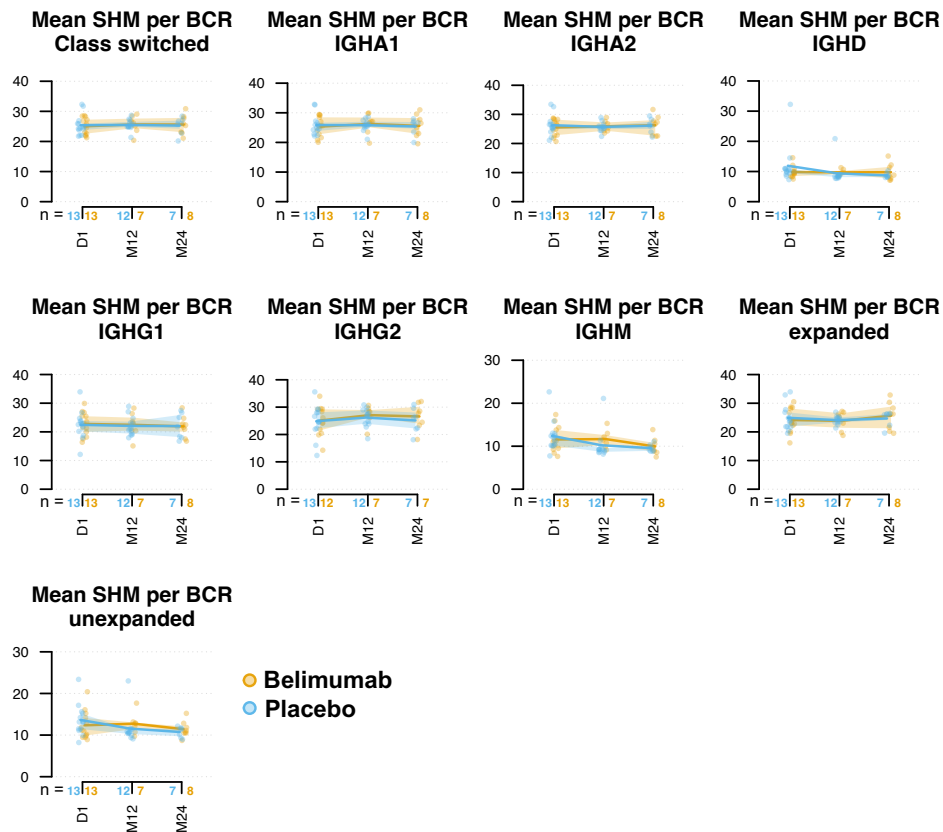 Mean SHM per BCR
Class switched
40
30
20
10
0
n = 13 13 12 7 7 8
D1
M12
M24
Mean SHM per BCR
IGHA1
40
30
20
10
0
13 13 12 7 7 8
D1
M12
M24
Mean SHM per BCR
IGHA2
40
30
20
10
0
n = 13 13 12 7 7 8
D1
M12
M24
Mean SHM per BCR
IGHD
40
30
20
10
0
n = 13 13 12 7 7 8
D1
M12
M24
Mean SHM per BCR
IGHG1
40
30
20
10
0
n = 13 13 12 7 7 8
D1
M12
M24
Mean SHM per BCR
IGHG2
40
30
20
10
0
n = 13 12 12 7 7 7
D1
M12
M24
Mean SHM per BCR
IGHM
30
20
10
0
n = 13 13 12 7 7 8
D1
M12
M24
Mean SHM per BCR
expanded
40
30
20
10
0
n = 13 13 12 7 7 8
D1
M12
M24
Mean SHM per BCR
unexpanded
30
20
10
0
n = 13 13 12 7 7 8
D1
M12
M24
Belimumab
Placebo